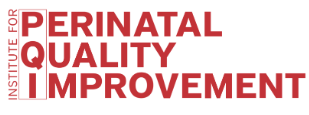 INSTITUTE FOR
PERINATAL
QUALITY
IMPROVEMENT